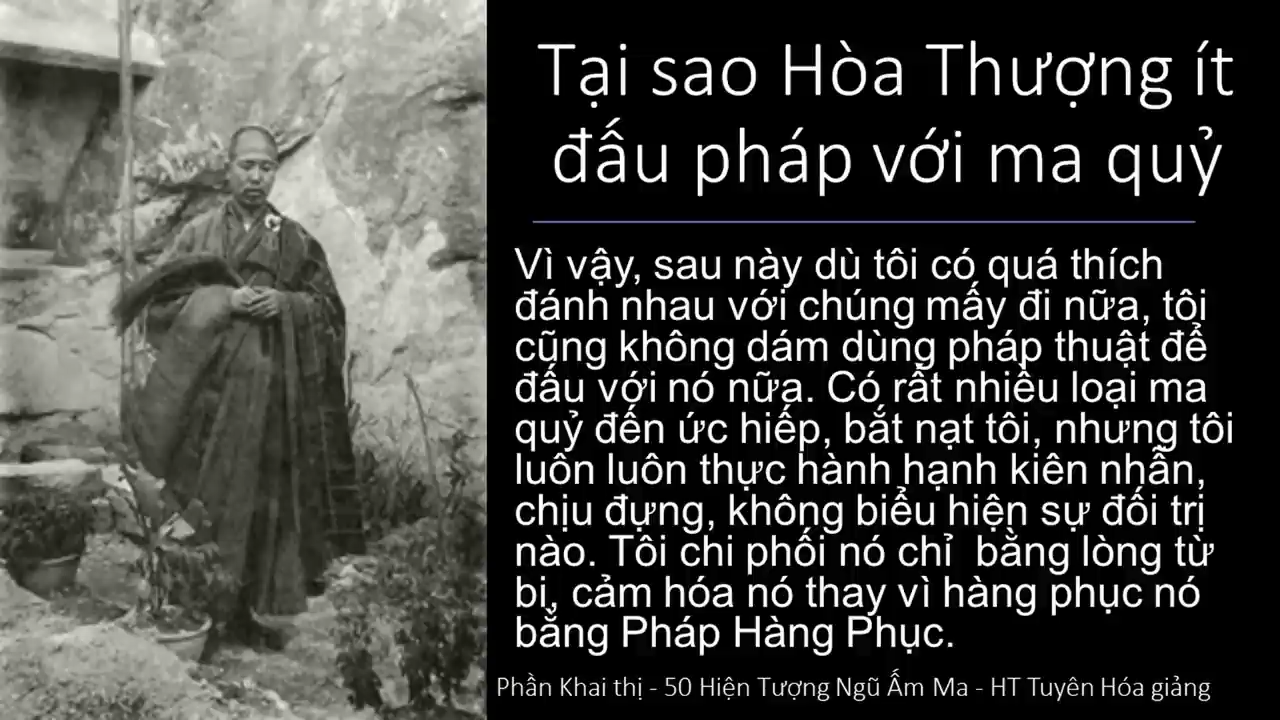 Tại sao Hòa Thượng ít
đấu pháp với ma quỷ
Vì vậy, sau này dù tôi có quá thích
đánh nhau với chúng mấy đi nữa, tôi
cũng không dám dùng pháp thuật để
đấu với nó nữa. Có rất nhiều loại ma
quỷ đến ức hiếp, bắt nạt tôi, nhưng tôi
luôn luôn thực hành hạnh kiên nhẫn,
chịu đựng, không biểu hiện sự đối trị
nào. Tôi chi phối nó chỉ  bằng lòng từ
bi, cảm hóa nó thay vì hàng phục nó
bằng Pháp Hàng Phục.
Phần Khai thị - 50 Hiện Tượng Ngũ Ấm Ma - HT Tuyên Hóa giảng